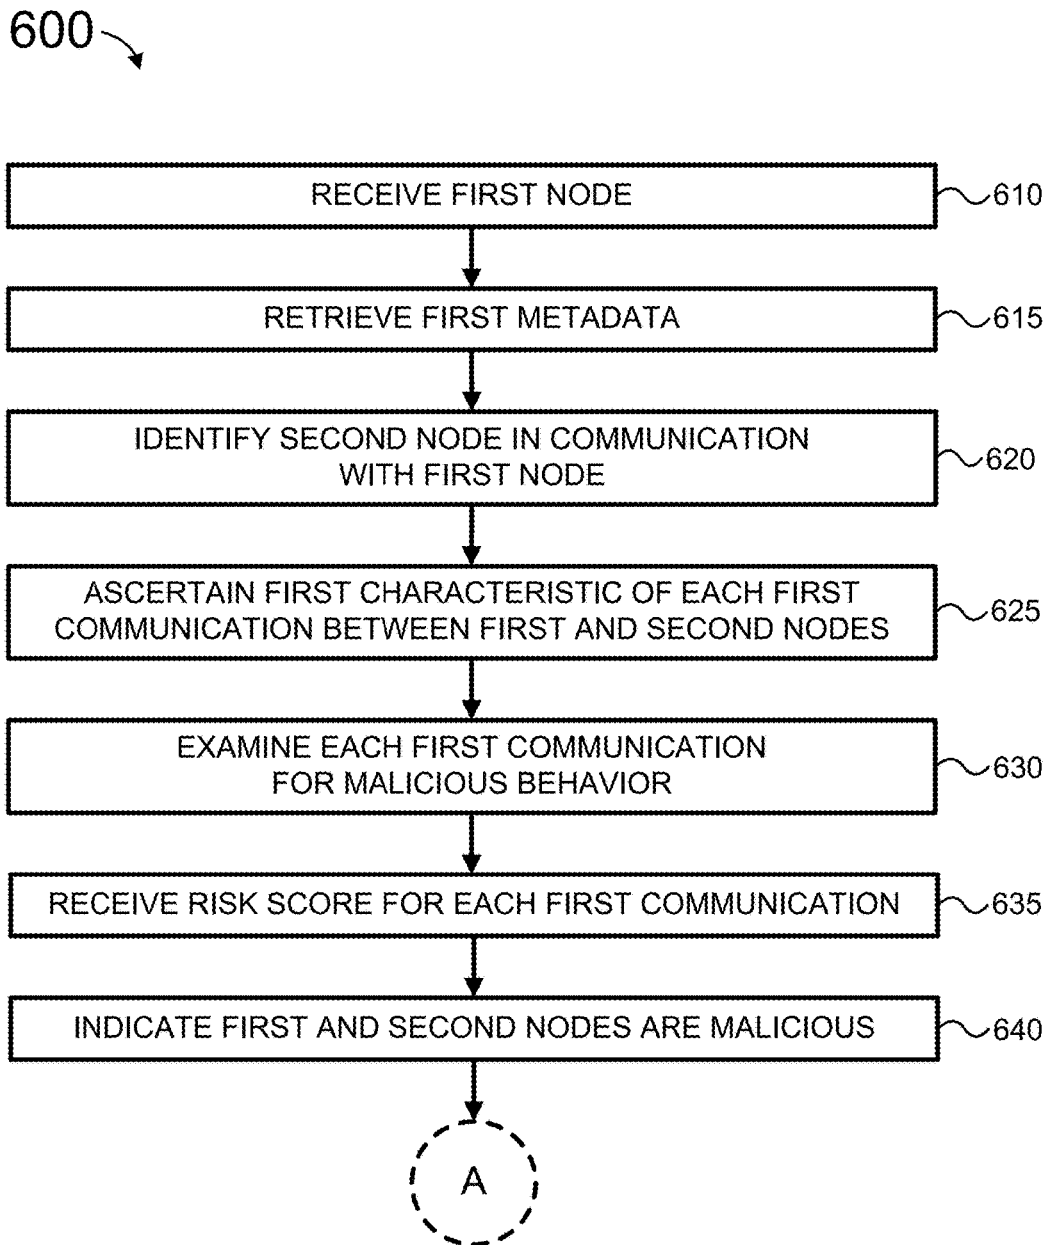 600
RECEIVE FIRST NODE
610
RETRIEVE FIRST METADATA
615
IDENTIFY SECOND NODE IN COMMUNICATION
WITH FIRST NODE
620
ASCERTAIN FIRST CHARACTERISTIC OF EACH FIRST
COMMUNICATION BETWEEN FIRST AND SECOND NODES
625
EXAMINE EACH FIRST COMMUNICATION
FOR MALICIOUS BEHAVIOR
630
RECEIVE RISK SCORE FOR EACH FIRST COMMUNICATION
635
INDICATE FIRST AND SECOND NODES ARE MALICIOUS
640
A